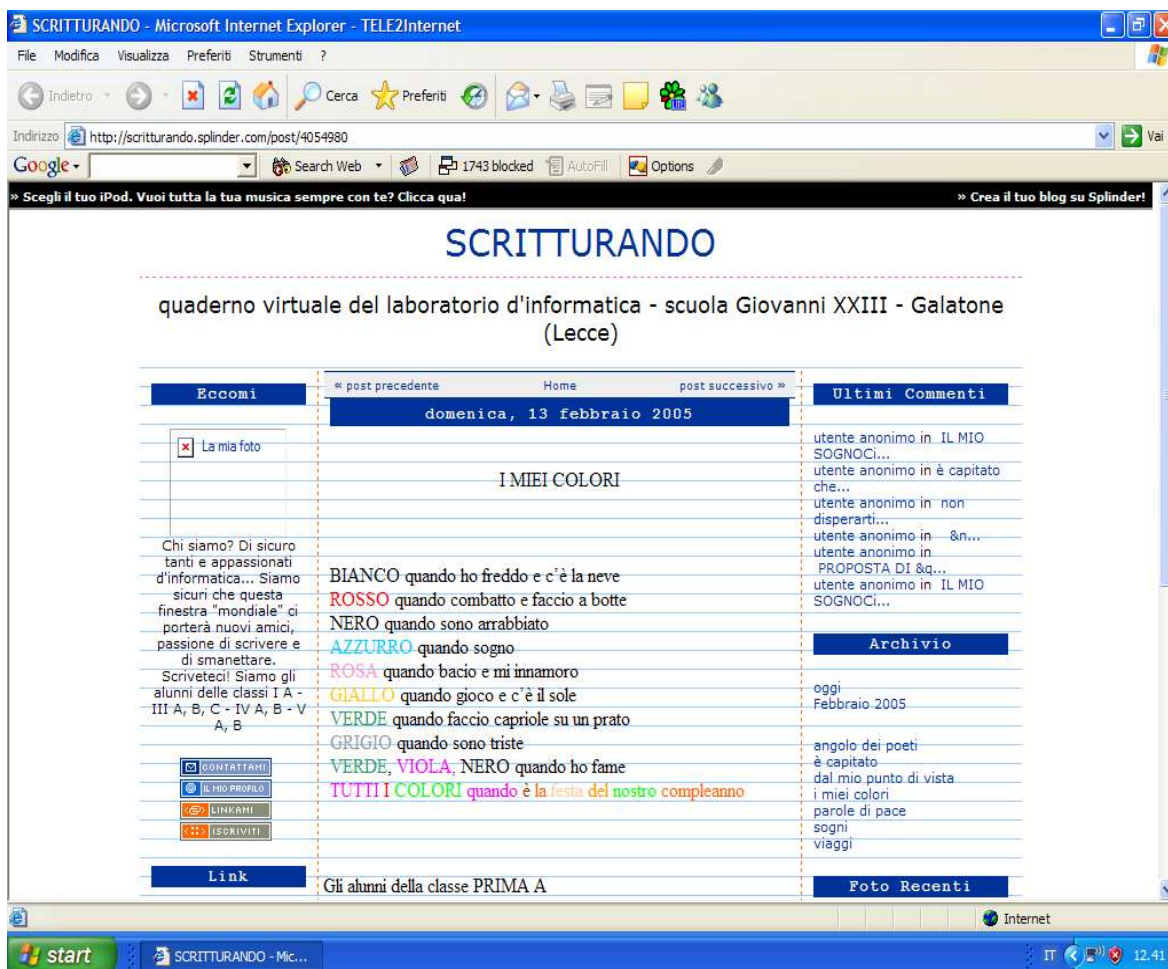 SCRITTURANDO - Microsoft Internet Explorer - TELE2Internet
File Modifica Visualizza Preferiti Strumenti ?
Indietro Cerca Preferiti
Indirizzo http://scritturando.splinder.com/post/4054980 Vai
Google Search Web 1743 blocked AutoFill Options
» Scegli il tuo iPod. Vuoi tutta la tua musica sempre con te? Clicca qua! » Crea il tuo blog su Splinder!
SCRITTURANDO
quaderno virtuale del laboratorio d'informatica - scuola Giovanni XXIII - Galatone
(Lecce)
Eccomi
La mia foto
Chi siamo? Di sicuro
tanti e appassionati
d'informatica... Siamo
sicuri che questa
finestra "mondiale" ci
porterà nuovi amici,
passione di scrivere e
di smanettare.
Scriveteci! Siamo gli
alunni delle classi I A -
III A, B, C - IV A, B - V
A, B
CONTATTAMI
IL MIO PROFILO
LINKAMI
ISCRIVITI
Link
« post precedente Home post successivo »
domenica, 13 febbraio 2005
I MIEI COLORI
BIANCO quando ho freddo e c'è la neve
ROSSO quando combatto e faccio a botte
NERO quando sono arrabbiato
AZZURRO quando sogno
ROSA quando bacio e mi innamoro
GIALLO quando gioco e c'è il sole
VERDE quando faccio capriole su un prato
GRIGIO quando sono triste
VERDE, VIOLA, NERO quando ho fame
TUTTI I COLORI quando è la festa del nostro compleanno
Gli alunni della classe PRIMA A
Ultimi Commenti
utente anonimo in IL MIO
SOGNOCi...
utente anonimo in è capitato
che...
utente anonimo in non
disperarti...
utente anonimo in &n...
utente anonimo in
PROPOSTA DI &q...
utente anonimo in IL MIO
SOGNOCi...
Archivio
oggi
Febbraio 2005
angolo dei poeti
è capitato
dal mio punto di vista
i miei colori
parole di pace
sogni
viaggi
Foto Recenti
Internet
start SCRITTURANDO - Mic... IT 12.41